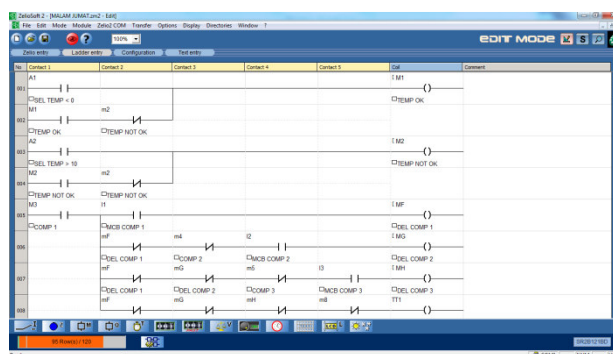 ZelioSoft 2 - [MALAM JUMAT.zm2 - Edit]
File Edit Mode Module Zelio2 COM Transfer Options Display Directories Window ?
100% EDIT MODE
Zelio entry Ladder entry Configuration Text entry
No Contact 1 Contact 2 Contact 3 Contact 4 Contact 5 Coil Comment
A1 [ M1
001
SEL TEMP < 0 TEMP OK
M1 m2
002
TEMP OK TEMP NOT OK
A2 [ M2
003
SEL TEMP > 10 TEMP NOT OK
M2 m2
004
TEMP NOT OK TEMP NOT OK
M3 I1 [ MF
005
COMP 1 MCB COMP 1 DEL COMP 1
mF m4 I2 [ MG
006
DEL COMP 1 COMP 2 MCB COMP 2 DEL COMP 2
mF mG m5 I3 [ MH
007
DEL COMP 1 DEL COMP 2 COMP 3 MCB COMP 3 DEL COMP 3
mF mG mH m8 TT1
008
95 Row(s) / 120